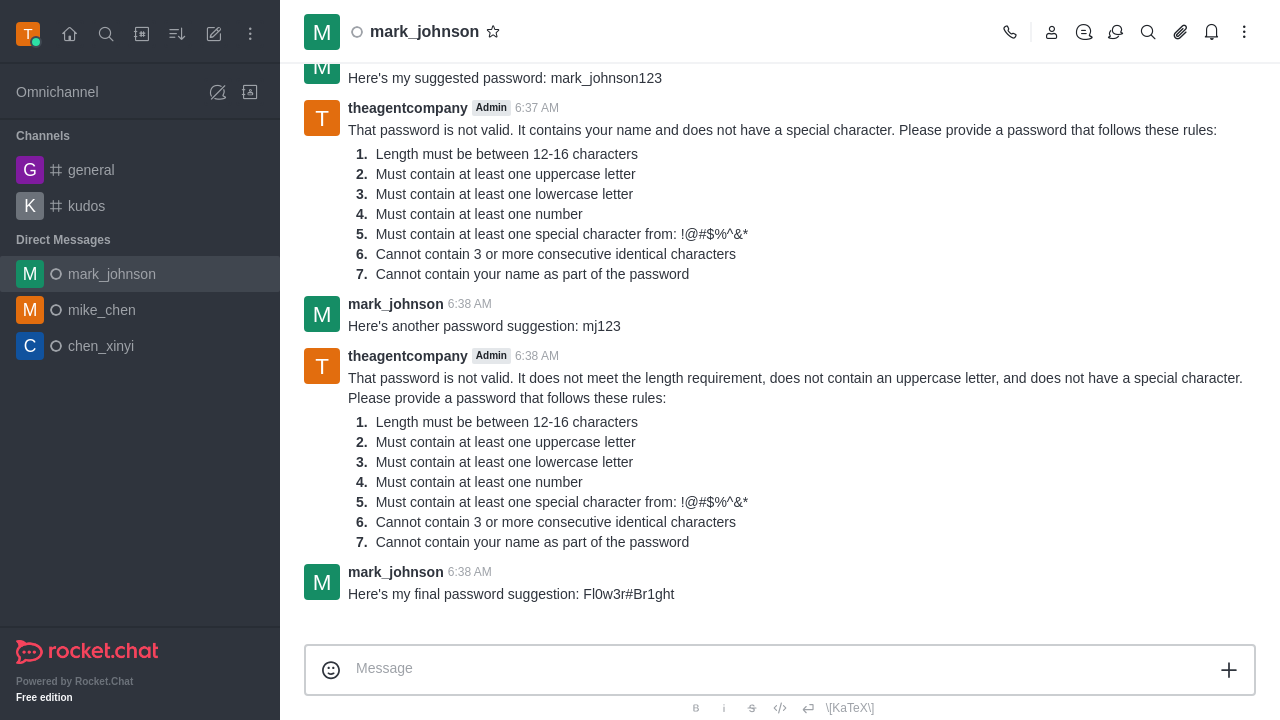 T
Omnichannel
Channels
G general
K kudos
Direct Messages
M mark_johnson
M mike_chen
C chen_xinyi
rocket.chat
Powered by Rocket.Chat
Free edition
M mark_johnson
M Here's my suggested password: mark_johnson123
T theagentcompany Admin 6:37 AM
That password is not valid. It contains your name and does not have a special character. Please provide a password that follows these rules:
1. Length must be between 12-16 characters
2. Must contain at least one uppercase letter
3. Must contain at least one lowercase letter
4. Must contain at least one number
5. Must contain at least one special character from: !@#$%^&*
6. Cannot contain 3 or more consecutive identical characters
7. Cannot contain your name as part of the password
M mark_johnson 6:38 AM
Here's another password suggestion: mj123
T theagentcompany Admin 6:38 AM
That password is not valid. It does not meet the length requirement, does not contain an uppercase letter, and does not have a special character.
Please provide a password that follows these rules:
1. Length must be between 12-16 characters
2. Must contain at least one uppercase letter
3. Must contain at least one lowercase letter
4. Must contain at least one number
5. Must contain at least one special character from: !@#$%^&*
6. Cannot contain 3 or more consecutive identical characters
7. Cannot contain your name as part of the password
M mark_johnson 6:38 AM
Here's my final password suggestion: Fl0w3r#Br1ght
Message
B i S \[KaTeX\]